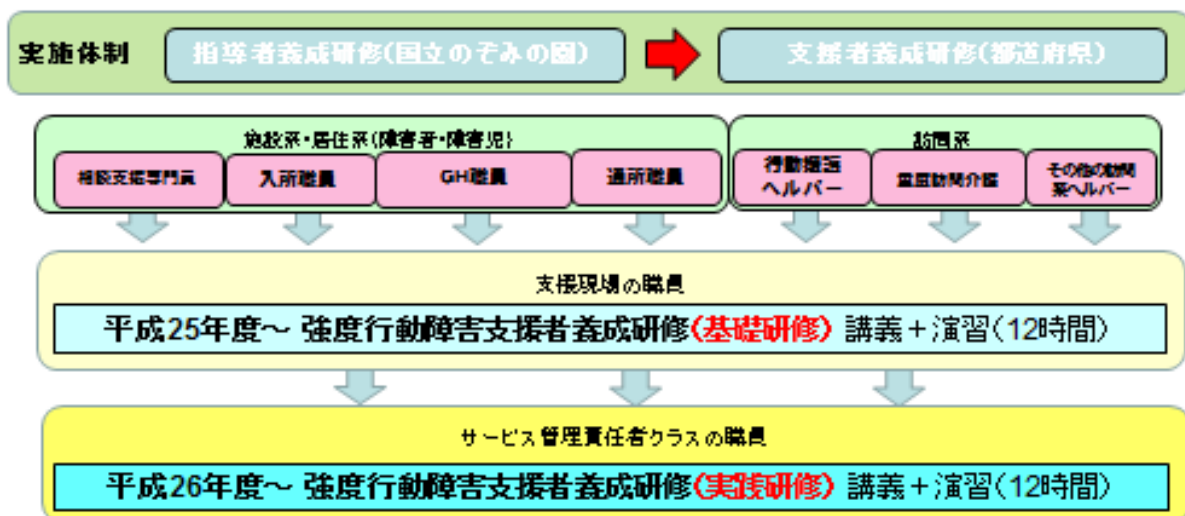 実施体制
指導者養成研修(国立のぞみの園)
支援者養成研修(都道府県)
施設系・居住系(障害者・障害児)
訪問系
相談支援専門員
入所職員
GH職員
通所職員
行動援護
ヘルパー
重度訪問介護
その他の訪問
系ヘルパー
支援現場の職員
平成25年度～ 強度行動障害支援者養成研修(基礎研修) 講義＋演習(12時間)
サービス管理責任者クラスの職員
平成26年度～ 強度行動障害支援者養成研修(実践研修) 講義＋演習(12時間)